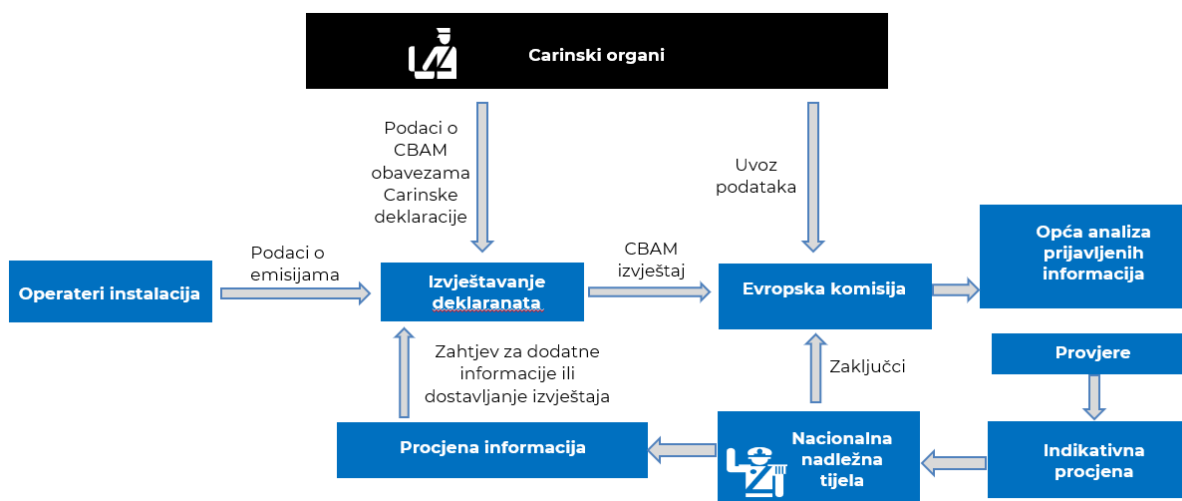 Carinski organi
Podaci o
CBAM
obavezama
Carinske
deklaracije
Uvoz
podataka
Operateri instalacija
Podaci o
emisijama
Izvještavanje
deklaranata
CBAM
izvještaj
Evropska komisija
Opća analiza
prijavljenih
informacija
Provjere
Zahtjev za dodatne
informacije ili
dostavljanje izvještaja
Zaključci
Procjena informacija
Nacionalna
nadležna
tijela
Indikativna
procjena